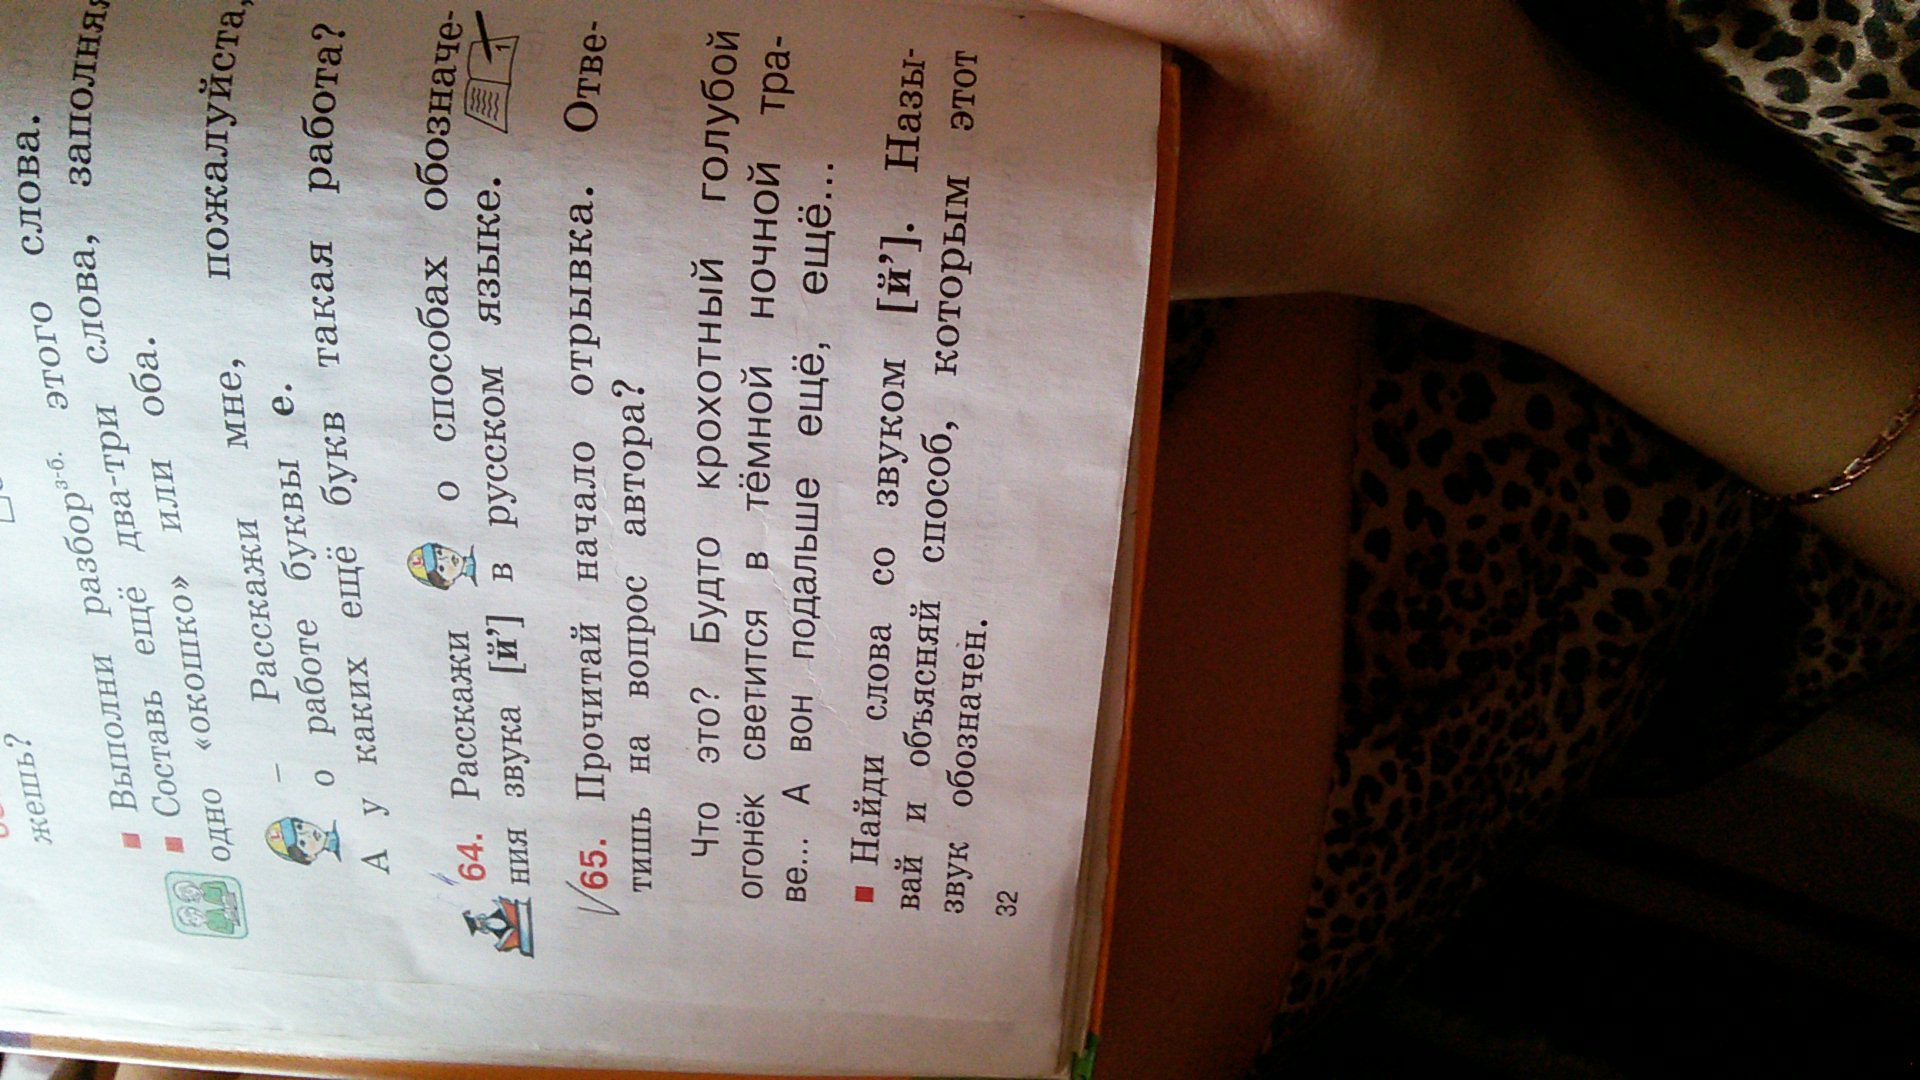 жешь?
Выполни разбор з-б. этого слова.
Составь ещё два-три слова, заполняя
одно «окошко» или оба.
– Расскажи мне, пожалуйста,
о работе буквы е.
А у каких ещё букв такая работа?
64. Расскажи о способах обозначе-
ния звука [й’] в русском языке. 1
65. Прочитай начало отрывка. Отве-
тишь на вопрос автора?
Что это? Будто крохотный голубой
огонёк светится в тёмной ночной тра-
ве... А вон подальше ещё, ещё...
Найди слова со звуком [й’]. Назы-
вай и объясняй способ, которым этот
звук обозначен.
32